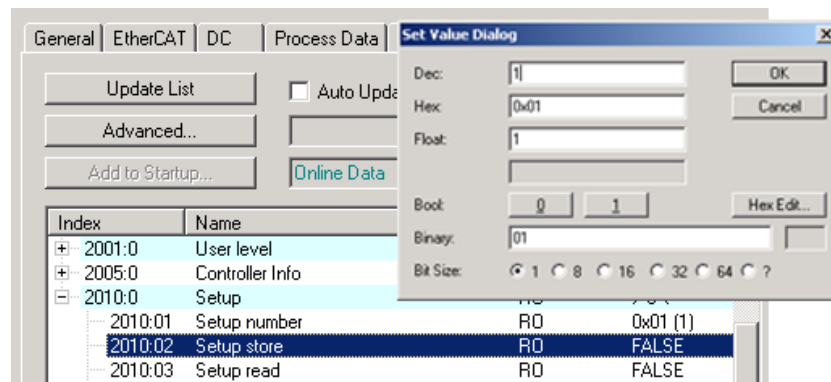 General EtherCAT DC Process Data
Update List
Auto Upda
Advanced...
Add to Startup...
Online Data
Set Value Dialog
Dec: 1 OK
Hex: 0x01 Cancel
Float: 1
Bool: 0 1 Hex Edit...
Binary: 01
Bit Size: 1 8 16 32 64 ?
Index Name
2001:0 User level
2005:0 Controller Info
2010:0 Setup RO
2010:01 Setup number RO 0x01 (1)
2010:02 Setup store RO FALSE
2010:03 Setup read RO FALSE